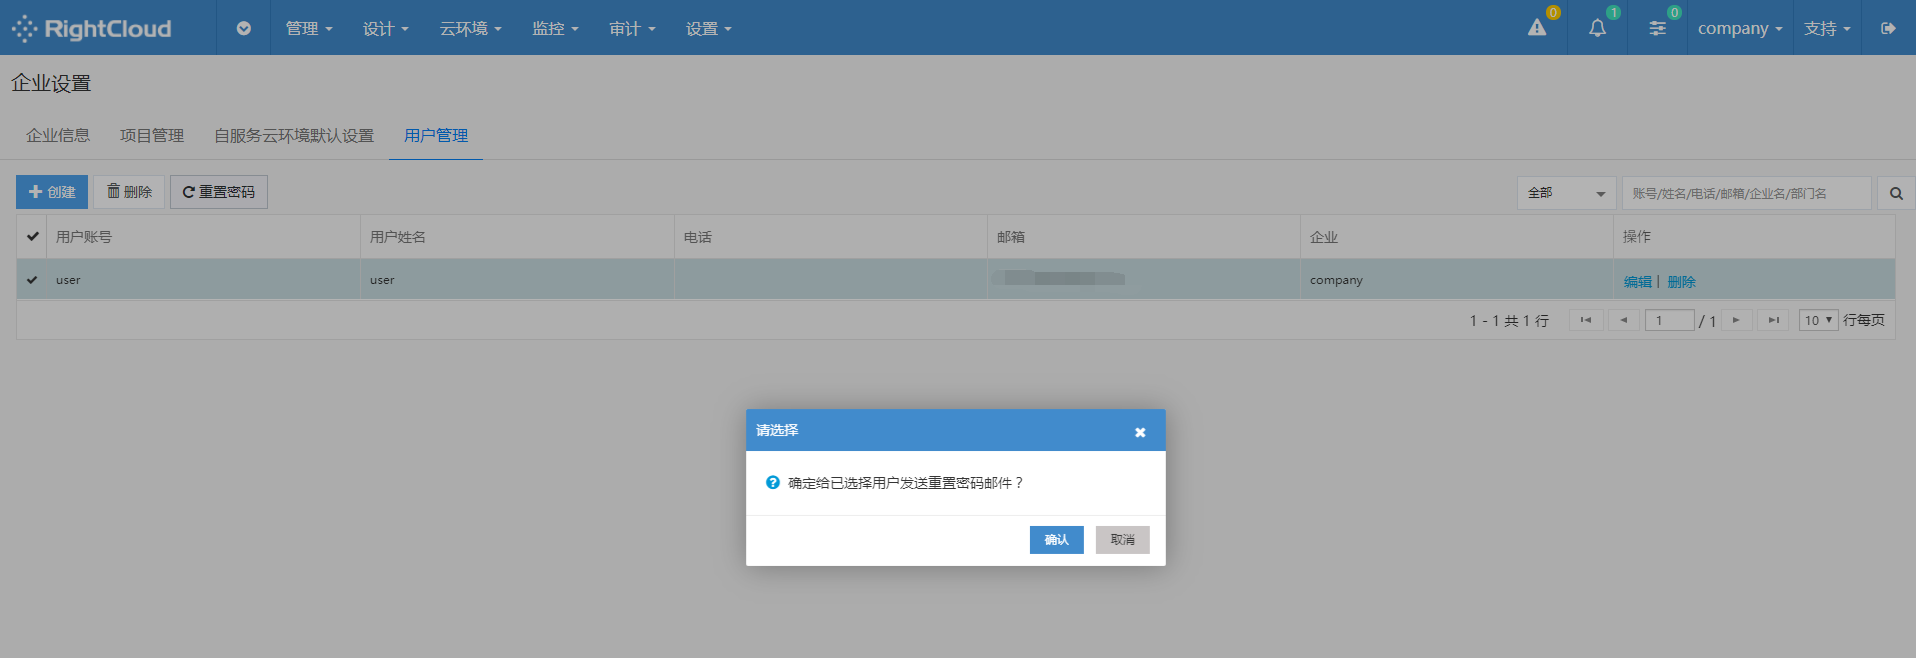 RightCloud 管理 设计 云环境 监控 审计 设置 0 1 0 company 支持
企业设置
企业信息 项目管理 自服务云环境默认设置 用户管理
创建 删除 重置密码 全部 账号/姓名/电话/邮箱/企业名/部门名
用户账号 用户姓名 电话 邮箱 企业 操作
user user company 编辑 | 删除
1 - 1 共 1 行 1 / 1 10 行每页
请选择
确定给已选择用户发送重置密码邮件？
确认 取消